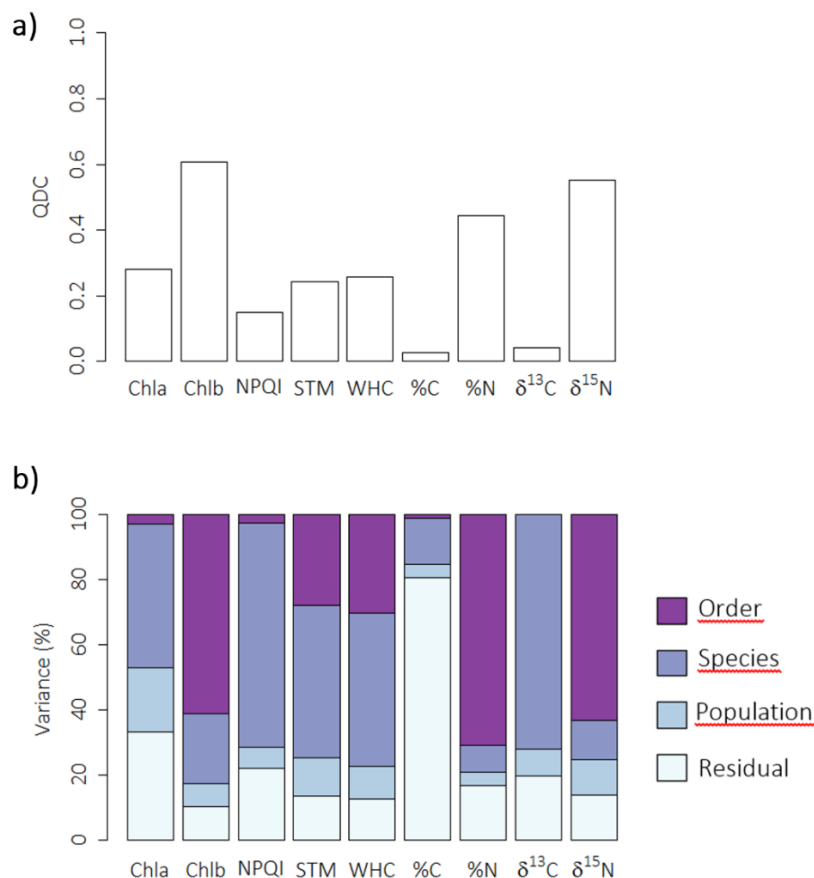 a)
1.0
0.8
0.6
0.4
0.2
0.0
QDC
Chla Chlb NPQI STM WHC %C %N δ¹³C δ¹⁵N
b)
100
80
60
40
20
0
Variance (%)
Chla Chlb NPQI STM WHC %C %N δ¹³C δ¹⁵N
Order
Species
Population
Residual